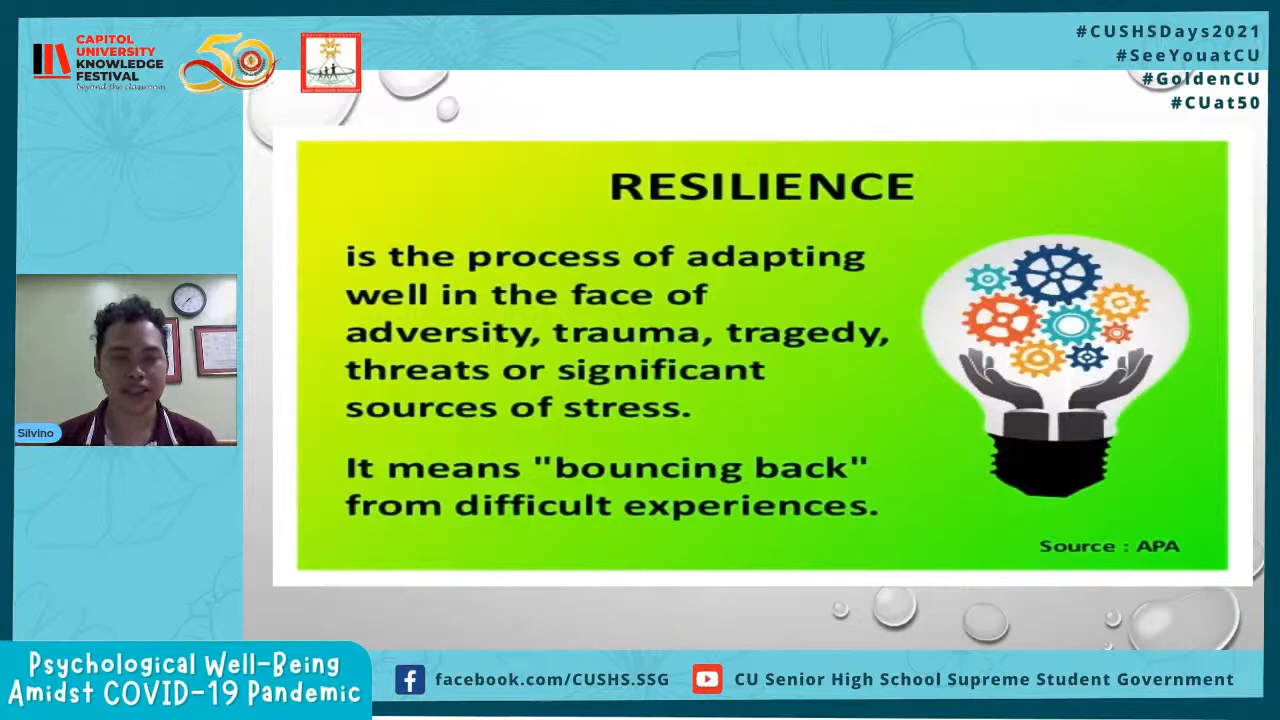 CAPITOL
UNIVERSITY
KNOWLEDGE
FESTIVAL
beyond the classroom
50
#CUSHSDays2021
#SeeYouatCU
#GoldenCU
#CUat50
RESILIENCE
is the process of adapting
well in the face of
adversity, trauma, tragedy,
threats or significant
sources of stress.
It means "bouncing back"
from difficult experiences.
Source : APA
Silvino
Psychological Well-Being
Amidst COVID-19 Pandemic
facebook.com/CUSHS.SSG
CU Senior High School Supreme Student Government